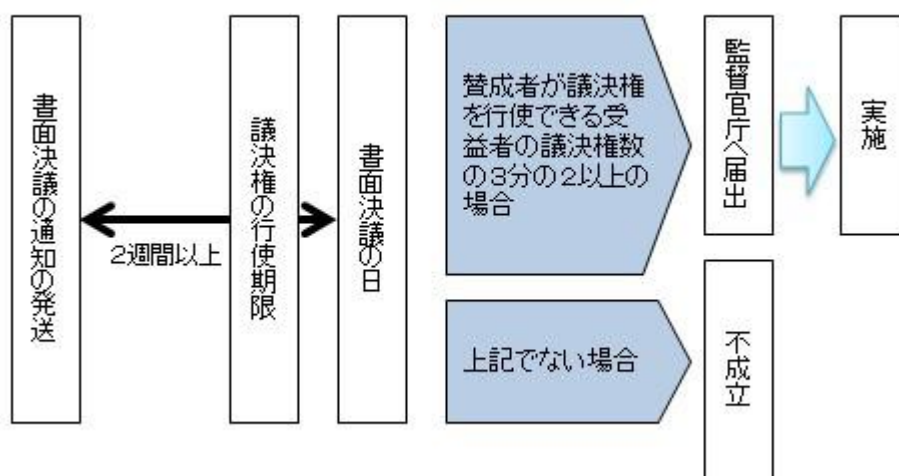 書面決議の通知の発送
2週間以上
議決権の行使期限
書面決議の日
賛成者が議決権
を行使できる受
益者の議決権数
の3分の2以上の
場合
監督官庁へ届出
実施
上記でない場合
不成立